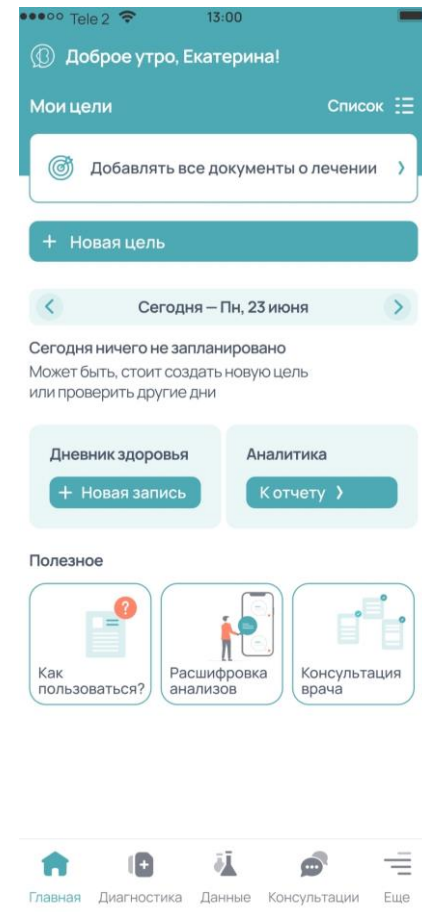 Tele 2 13:00
Доброе утро, Екатерина!
Мои цели Список
Добавлять все документы о лечении
+ Новая цель
Сегодня — Пн, 23 июня
Сегодня ничего не запланировано
Может быть, стоит создать новую цель
или проверить другие дни
Дневник здоровья
+ Новая запись
Аналитика
К отчету
Полезное
?
Как
пользоваться?
Расшифровка
анализов
Консультация
врача
Главная Диагностика Данные Консультации Еще